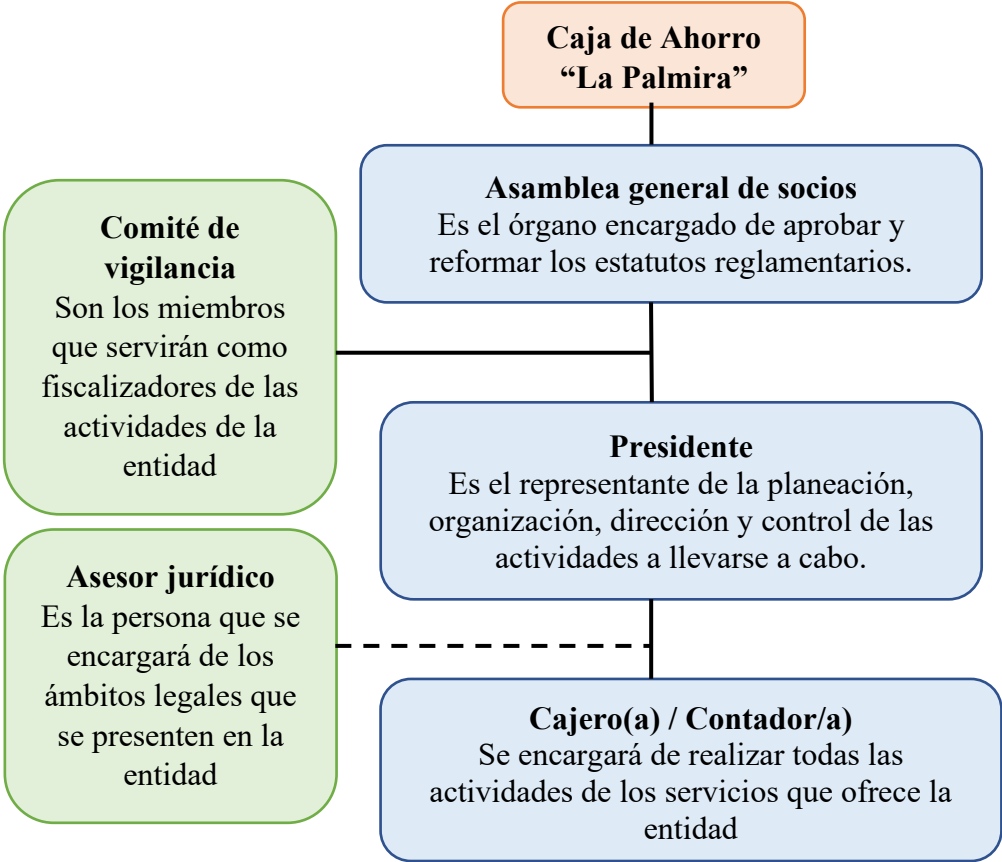 Caja de Ahorro
“La Palmira”
Asamblea general de socios
Es el órgano encargado de aprobar y
reformar los estatutos reglamentarios.
Comité de
vigilancia
Son los miembros
que servirán como
fiscalizadores de las
actividades de la
entidad
Presidente
Es el representante de la planeación,
organización, dirección y control de las
actividades a llevarse a cabo.
Asesor jurídico
Es la persona que se
encargará de los
ámbitos legales que
se presenten en la
entidad
Cajero(a) / Contador/a)
Se encargará de realizar todas las
actividades de los servicios que ofrece la
entidad